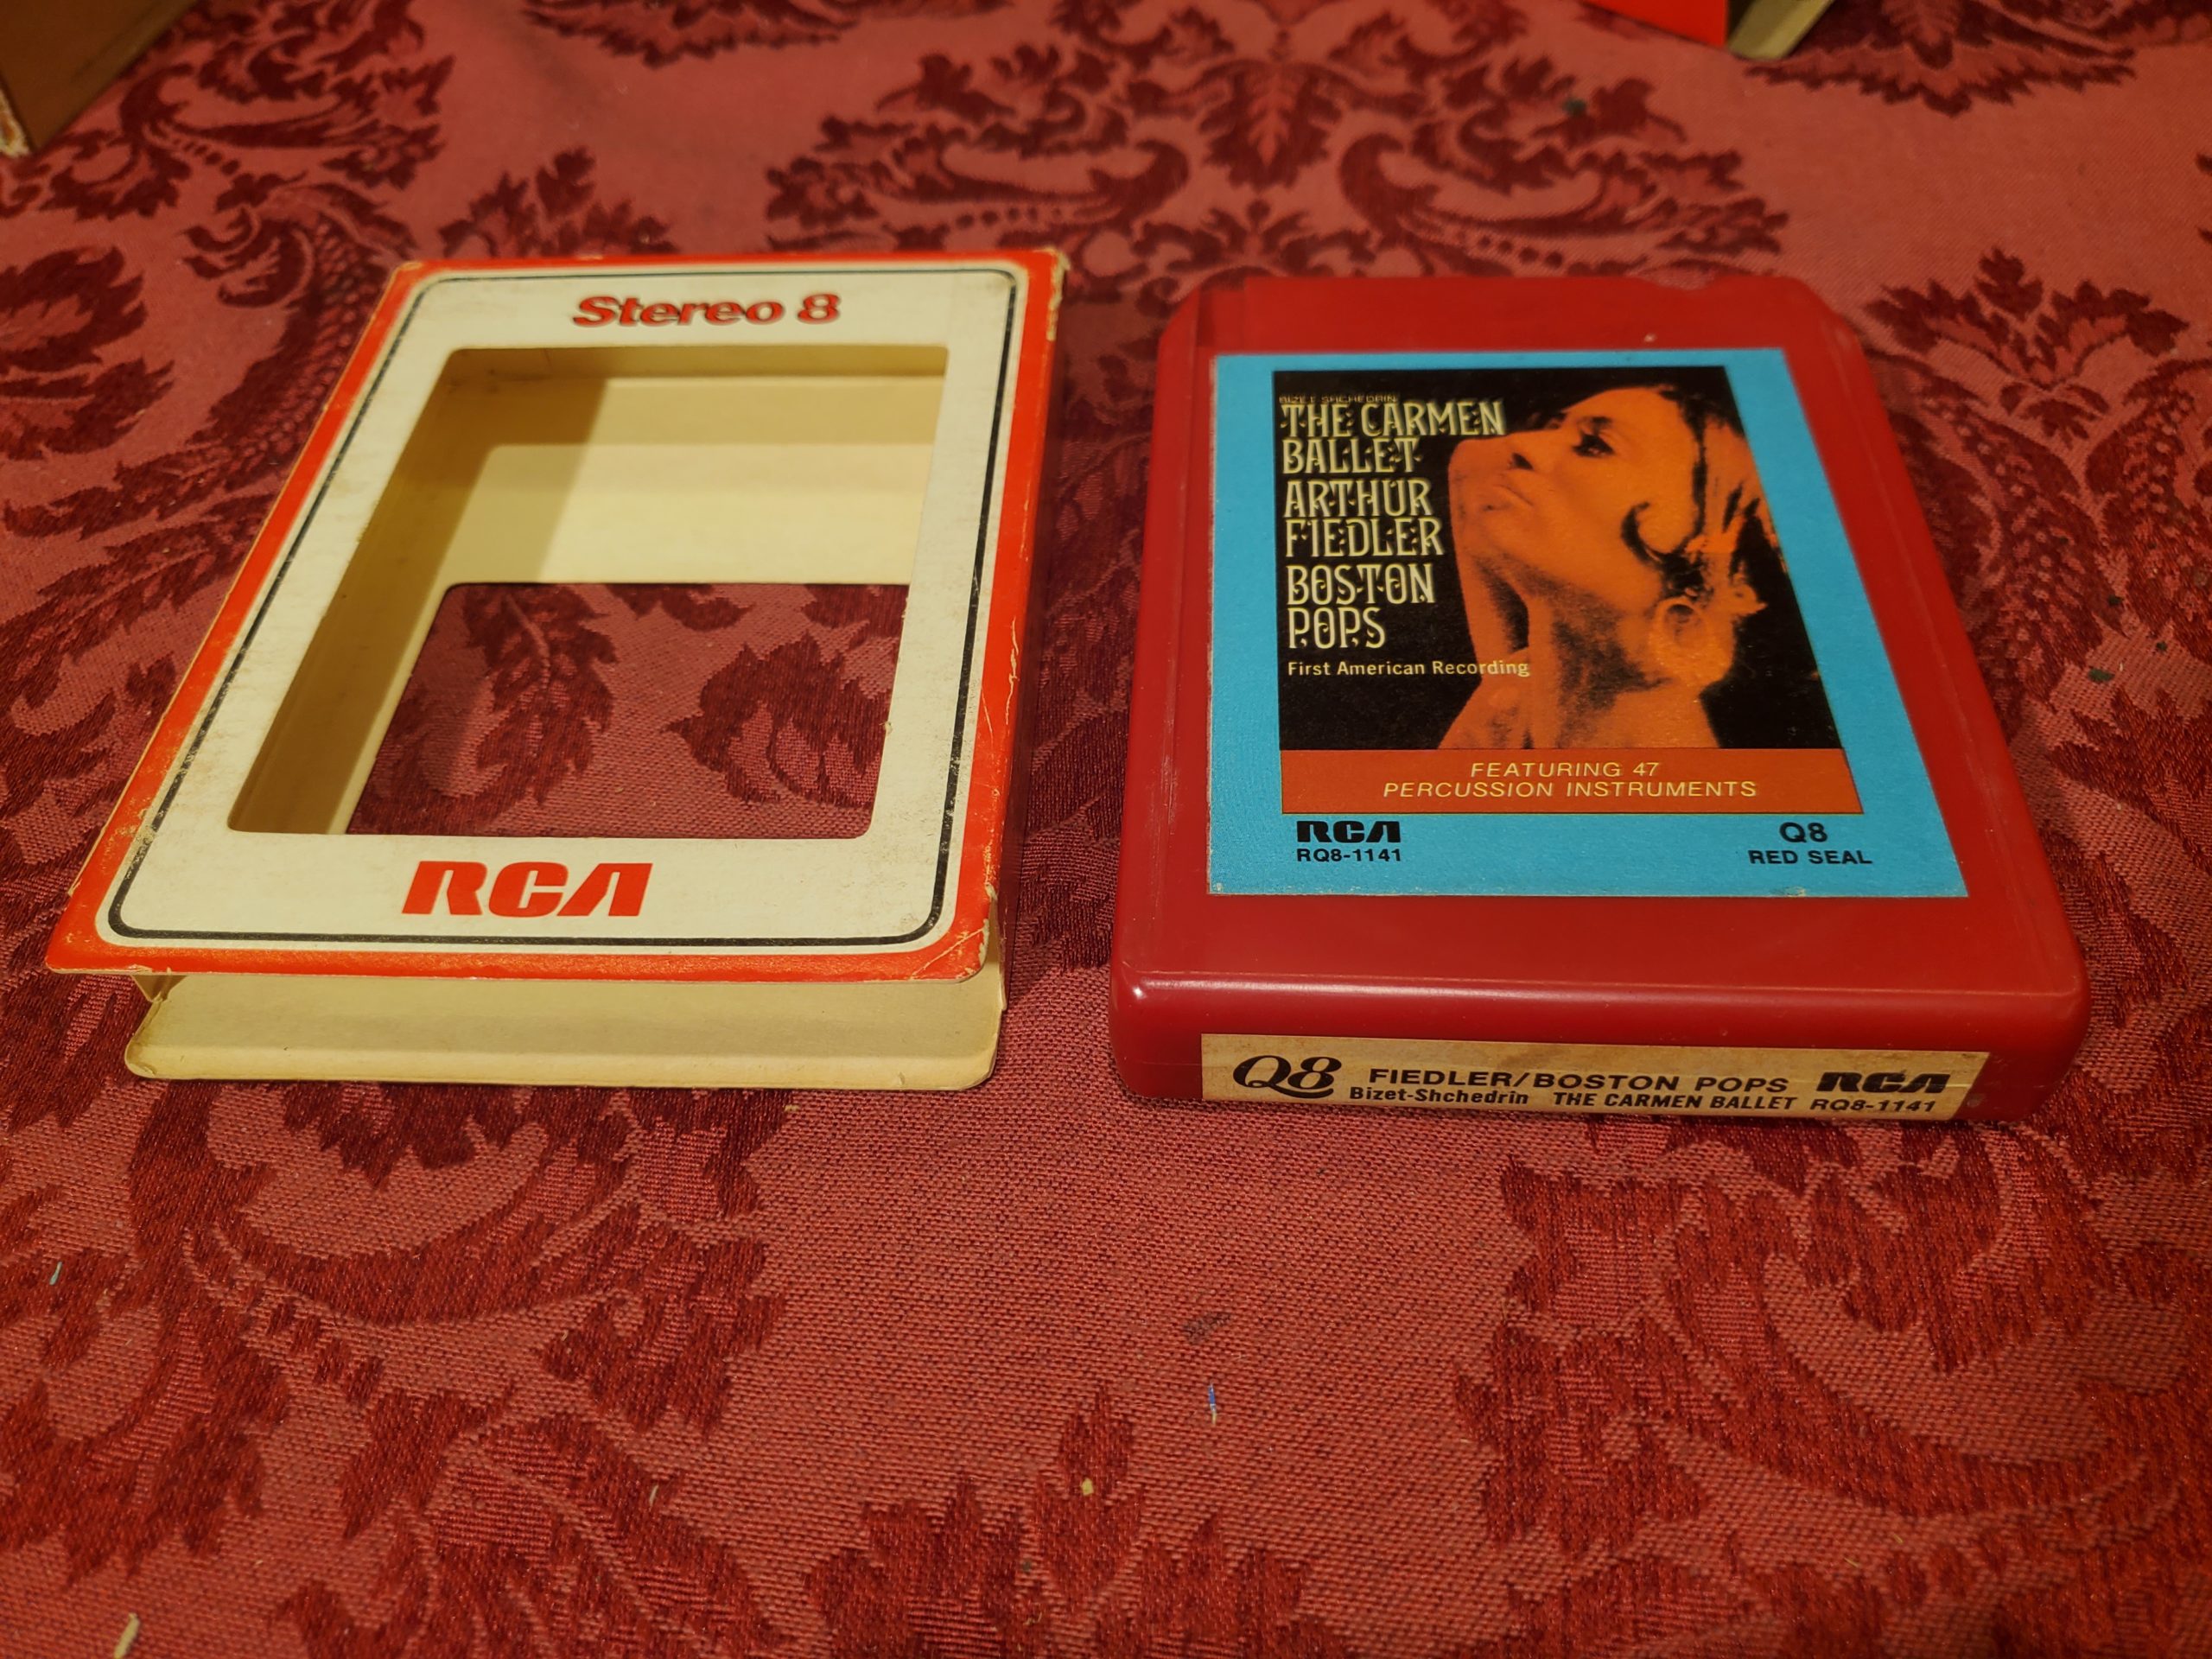 Stereo 8
RCA
BIZET SHCHEDRIN
THE CARMEN
BALLET
ARTHUR
FIEDLER
BOSTON
POPS
First American Recording
FEATURING 47
PERCUSSION INSTRUMENTS
RCA
RQ8-1141
Q8
RED SEAL
Q8
FIEDLER/BOSTON POPS
Bizet-Shchedrin THE CARMEN BALLET
RCA
RQ8-1141